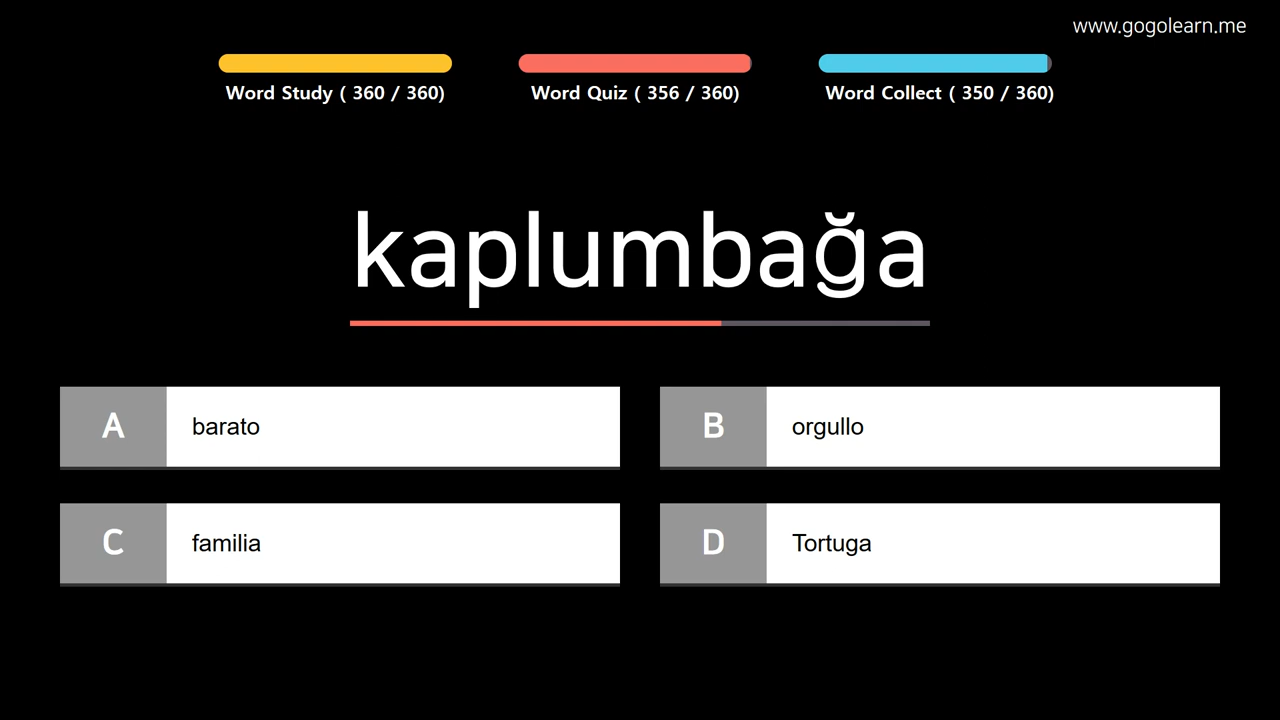 www.gogolearn.me
Word Study ( 360 / 360)
Word Quiz ( 356 / 360)
Word Collect ( 350 / 360)
kaplumbağa
A barato
B orgullo
C familia
D Tortuga